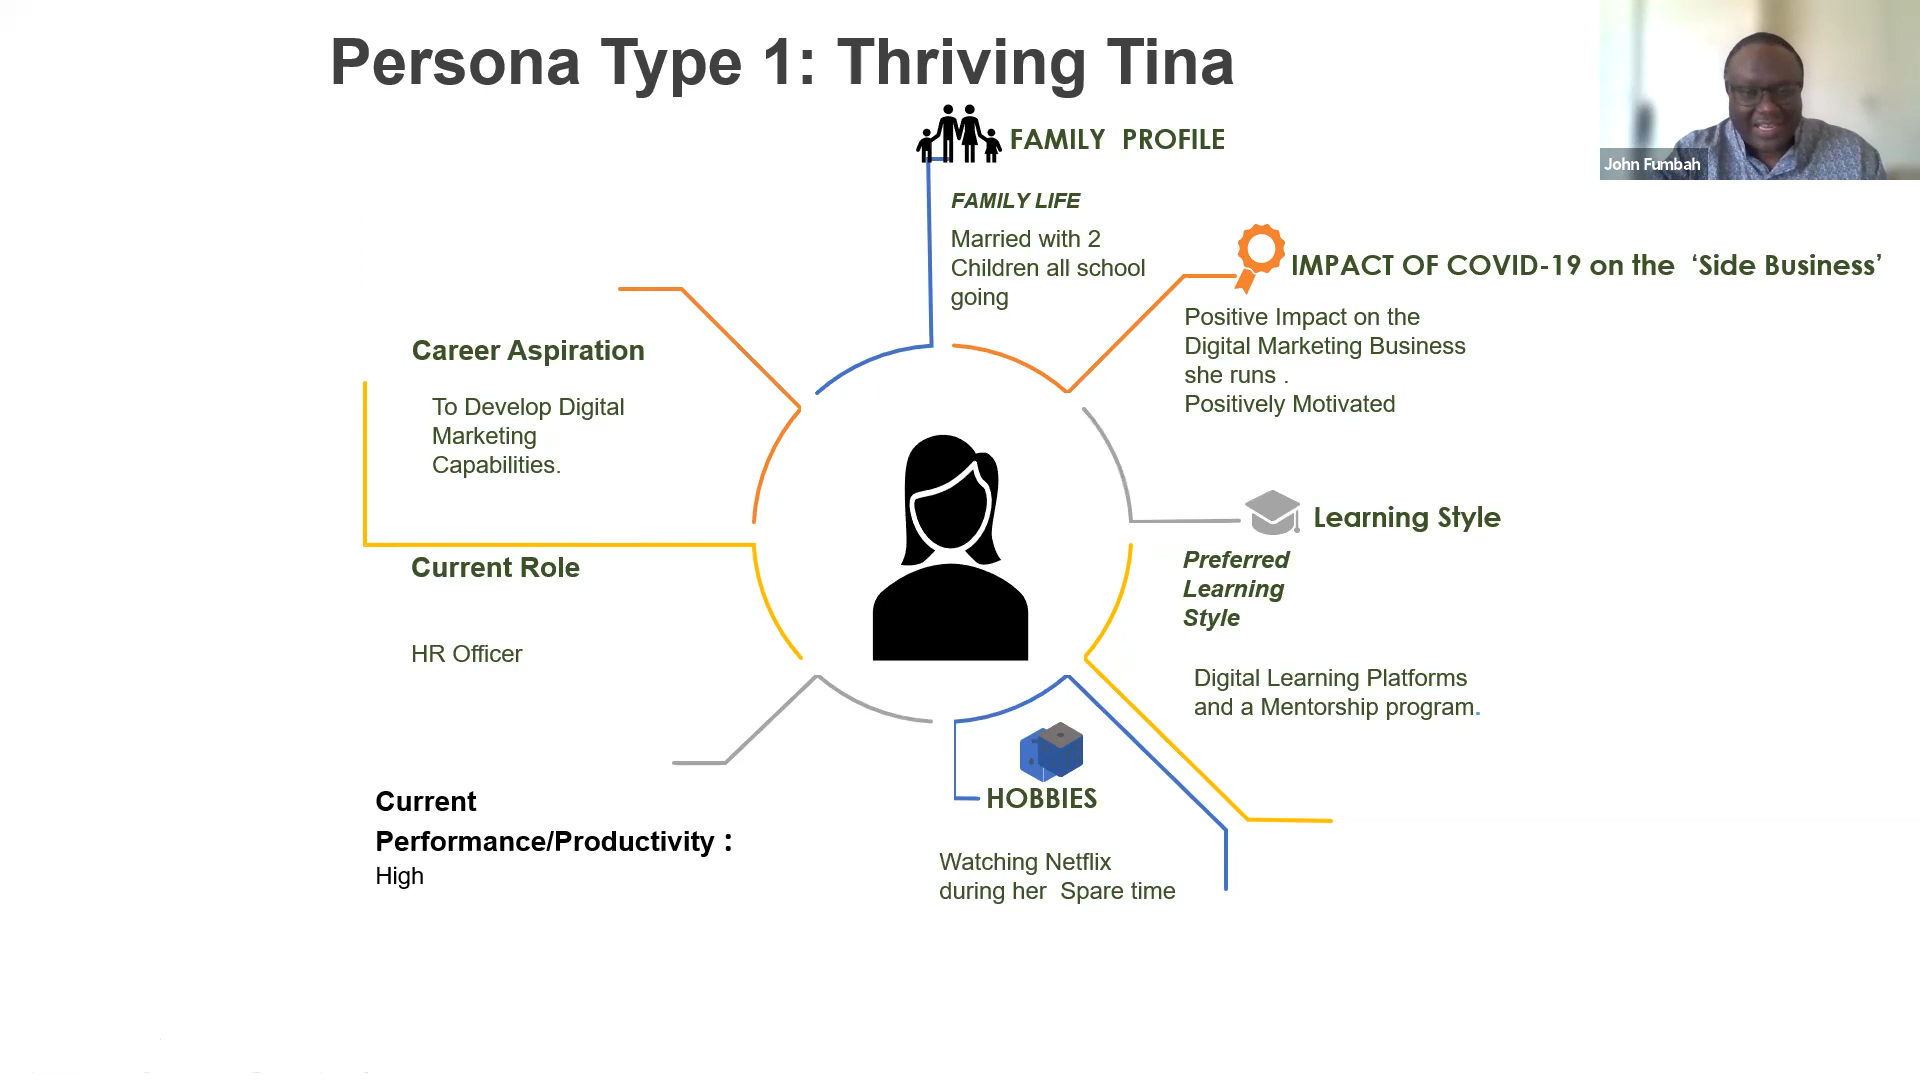 Persona Type 1: Thriving Tina
John Fumbah
FAMILY PROFILE
FAMILY LIFE
Married with 2
Children all school
going
IMPACT OF COVID-19 on the ‘Side Business’
Positive Impact on the
Digital Marketing Business
she runs .
Positively Motivated
Career Aspiration
To Develop Digital
Marketing
Capabilities.
Learning Style
Preferred
Learning
Style
Digital Learning Platforms
and a Mentorship program.
Current Role
HR Officer
HOBBIES
Watching Netflix
during her Spare time
Current
Performance/Productivity :
High